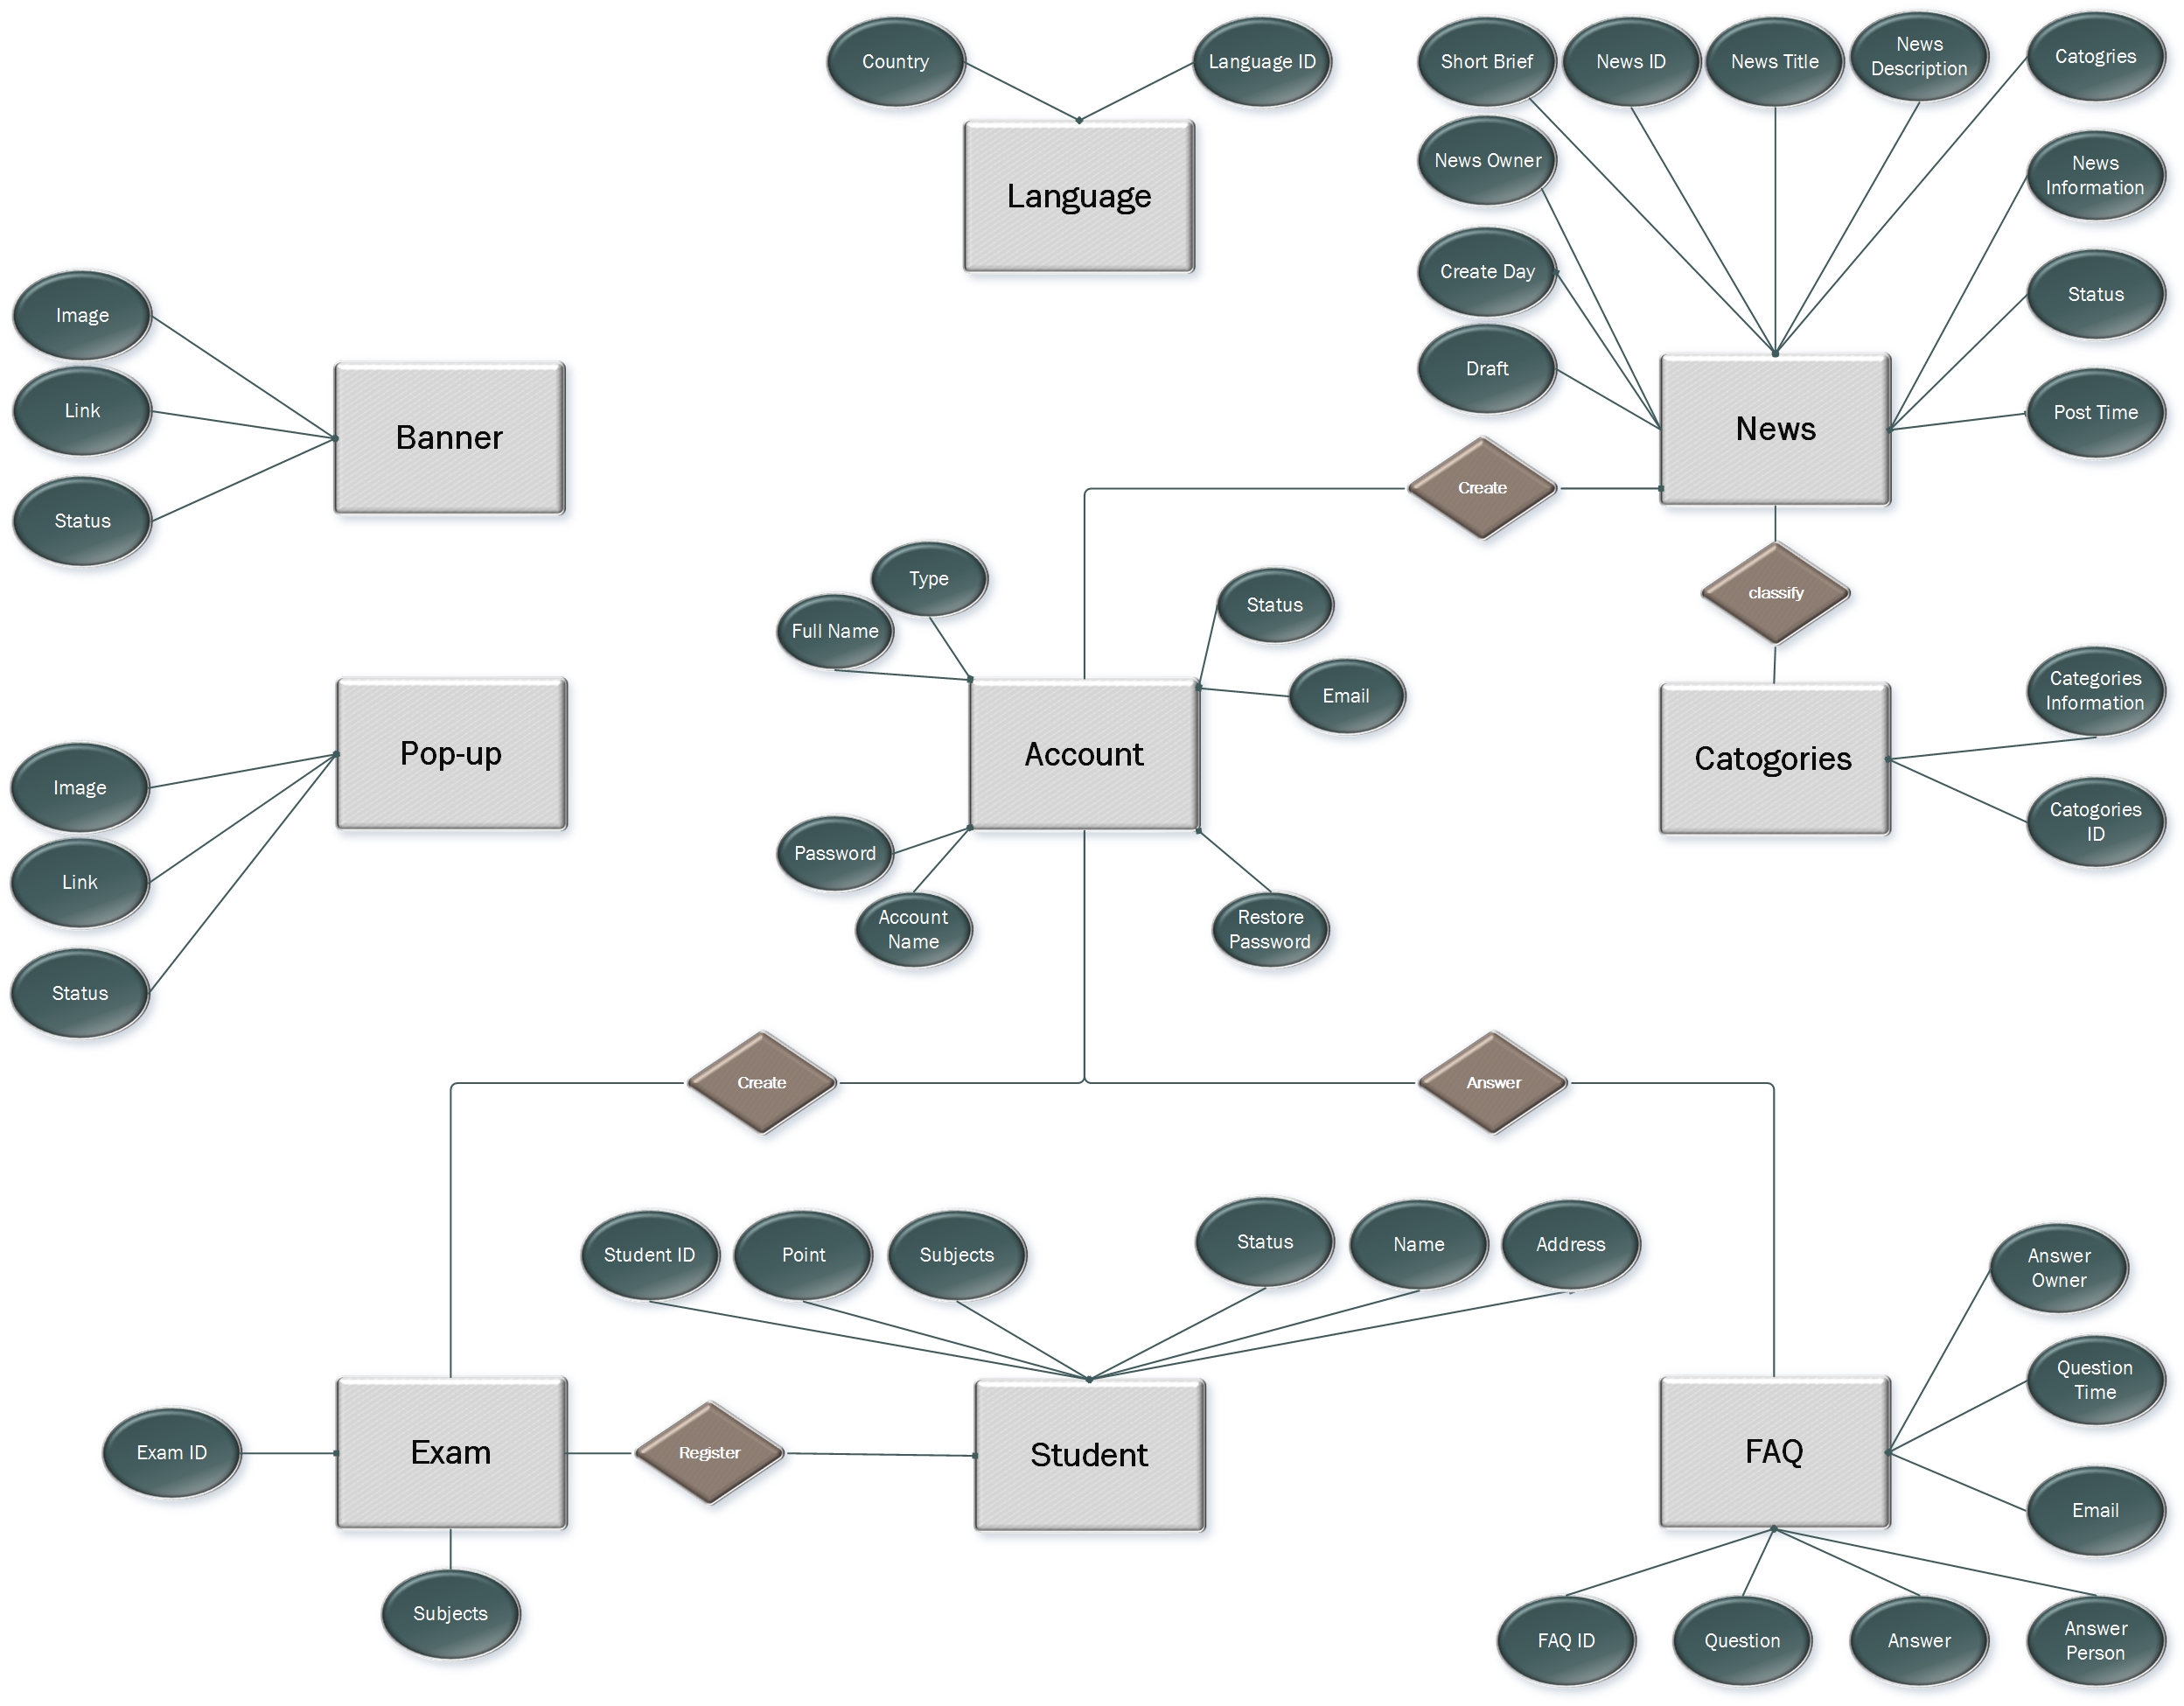 Country
Language ID
Language
Short Brief
News ID
News Title
News
Description
Catogries
News Owner
News
Information
Create Day
Status
Draft
Post Time
News
Image
Link
Status
Banner
Create
classify
Type
Full Name
Status
Email
Account
Password
Account
Name
Restore
Password
Pop-up
Image
Link
Status
Categories
Information
Catogories
Catogories
ID
Create
Answer
Student ID
Point
Subjects
Status
Name
Address
Answer
Owner
Question
Time
Exam ID
Exam
Register
Student
FAQ
Email
Subjects
FAQ ID
Question
Answer
Answer
Person